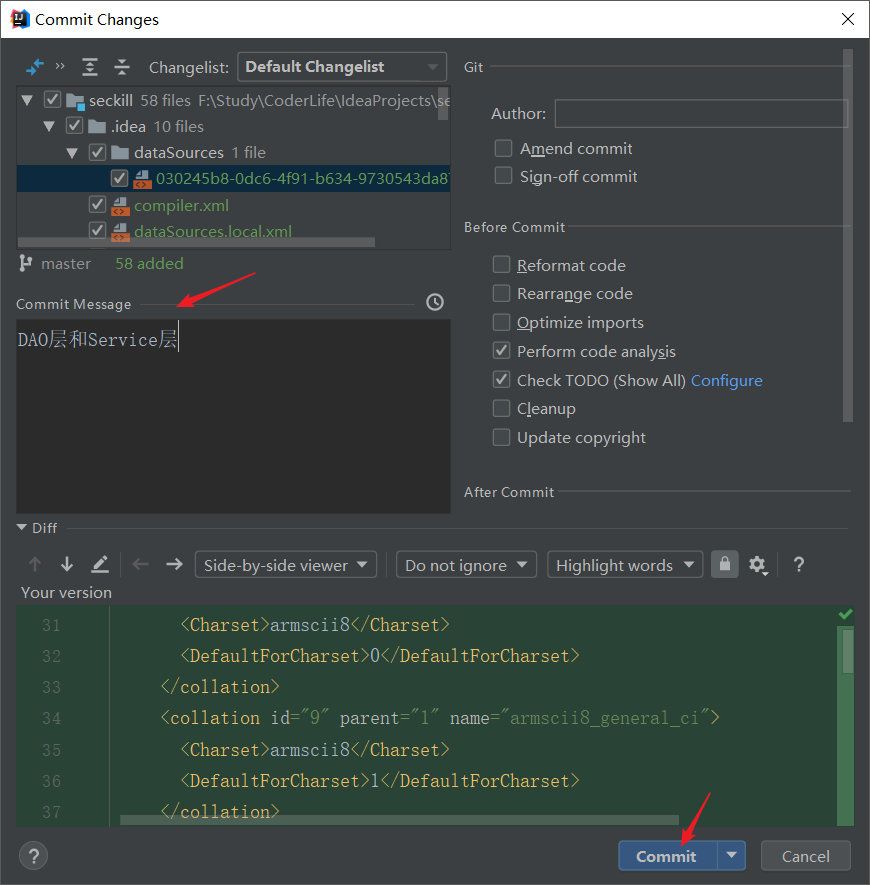 Commit Changes
Changelist: Default Changelist
seckill 58 files F:\Study\CoderLife\IdeaProjects\se
.idea 10 files
dataSources 1 file
030245b8-0dc6-4f91-b634-9730543da8
compiler.xml
dataSources.local.xml
master 58 added
Commit Message
DAO层和Service层
Git
Author:
Amend commit
Sign-off commit
Before Commit
Reformat code
Rearrange code
Optimize imports
Perform code analysis
Check TODO (Show All) Configure
Cleanup
Update copyright
After Commit
Diff
Side-by-side viewer Do not ignore Highlight words ?
Your version
31 <Charset>armscii8</Charset>
32 <DefaultForCharset>0</DefaultForCharset>
33 </collation>
34 <collation id="9" parent="1" name="armscii8_general_ci">
35 <Charset>armscii8</Charset>
36 <DefaultForCharset>1</DefaultForCharset>
37 </collation>
? Commit Cancel